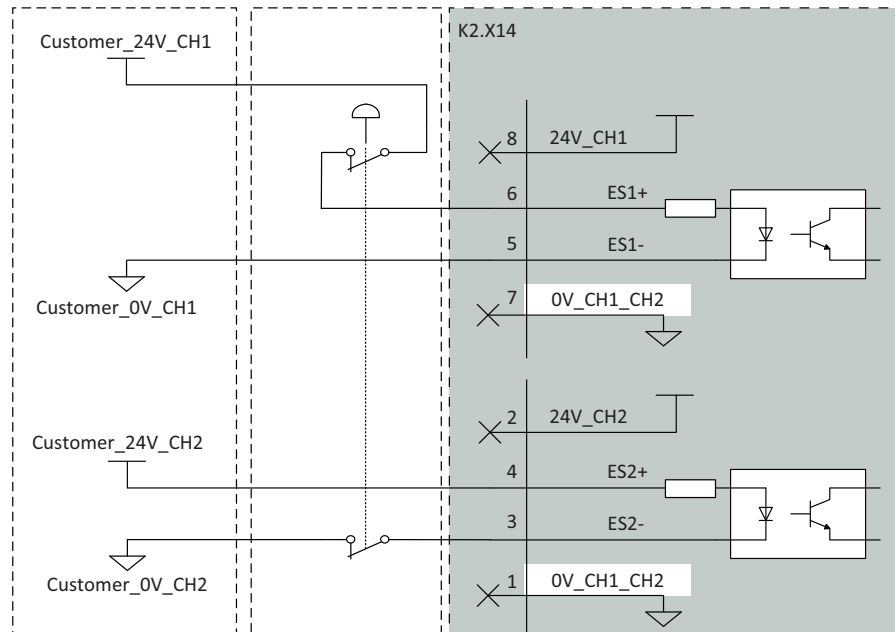 Customer_24V_CH1
K2.X14
8 24V_CH1
6 ES1+
5 ES1-
Customer_0V_CH1
7 0V_CH1_CH2
2 24V_CH2
Customer_24V_CH2
4 ES2+
3 ES2-
Customer_0V_CH2
1 0V_CH1_CH2